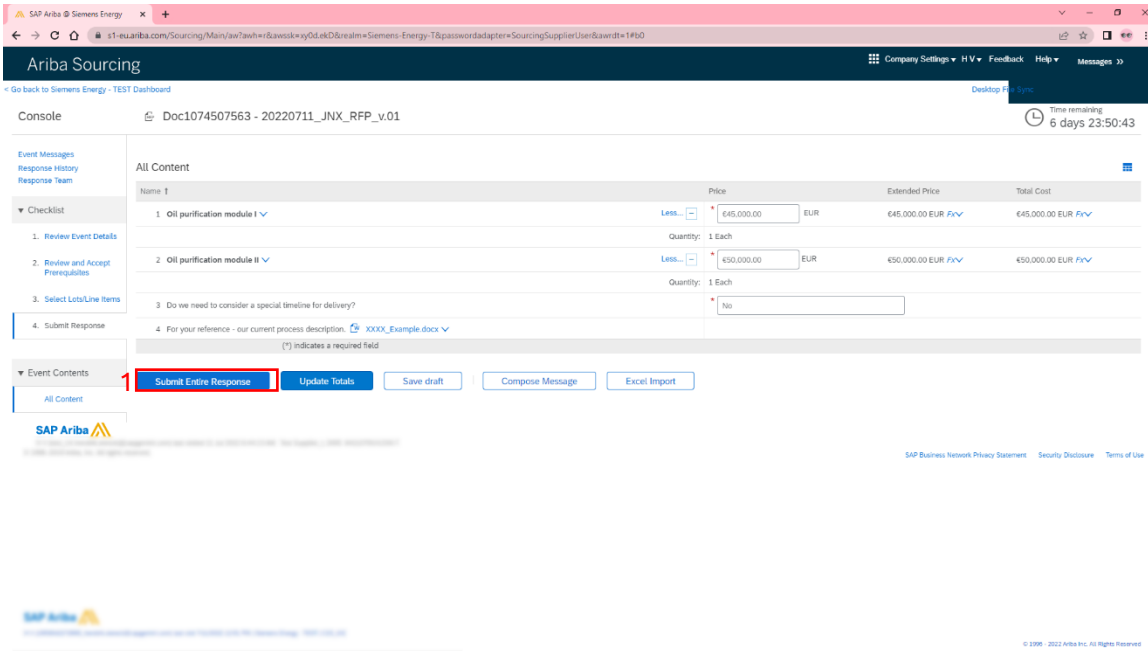 SAP Ariba @ Siemens Energy
s1-eu.ariba.com/Sourcing/Main/aw?awh=r&awssk=xy0d.ekD&realm=Siemens-Energy-T&passwordadapter=SourcingSupplierUser&awrdt=1#b0
Ariba Sourcing
Company Settings H V Feedback Help Messages »
< Go back to Siemens Energy - TEST Dashboard Desktop File Sync
Console Doc1074507563 - 20220711_JNX_RFP_v.01 Time remaining
6 days 23:50:43
Event Messages
Response History
Response Team
All Content
Name ↑ Price Extended Price Total Cost
▼ Checklist
1. Review Event Details
2. Review and Accept Prerequisites
3. Select Lots/Line Items
4. Submit Response
1 Oil purification module I Less... − * €45,000.00 EUR €45,000.00 EUR Fx €45,000.00 EUR Fx
Quantity: 1 Each
2 Oil purification module II Less... − * €50,000.00 EUR €50,000.00 EUR Fx €50,000.00 EUR Fx
Quantity: 1 Each
3 Do we need to consider a special timeline for delivery? * No
4 For your reference - our current process description. XXXX_Example.docx
(*) indicates a required field
▼ Event Contents
All Content
1 Submit Entire Response Update Totals Save draft Compose Message Excel Import
SAP Ariba
SAP Business Network Privacy Statement Security Disclosure Terms of Use
SAP Ariba
© 1996 - 2022 Ariba Inc. All Rights Reserved